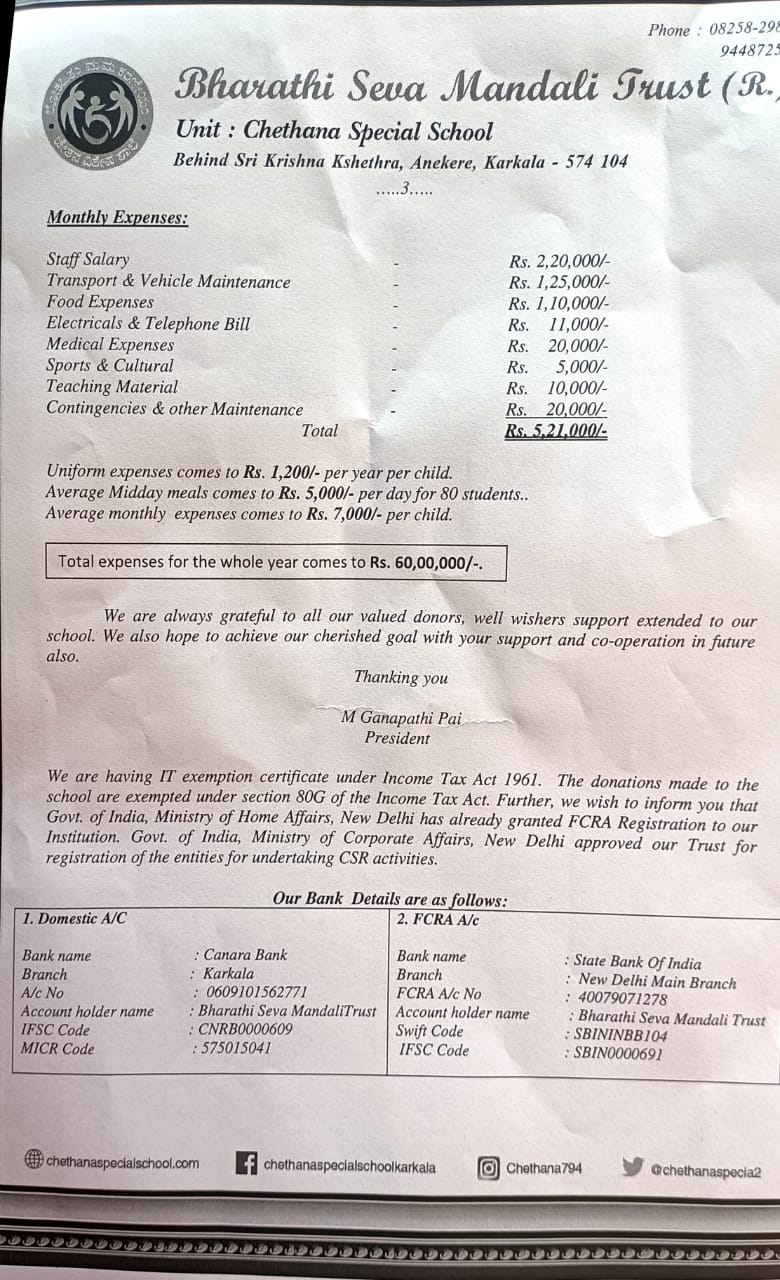 Phone : 08258-298
9448725
Bharathi Seva Mandali Trust (R.)
Unit : Chethana Special School
Behind Sri Krishna Kshethra, Anekere, Karkala - 574 104
.....3.....
Monthly Expenses:
Staff Salary - Rs. 2,20,000/-
Transport & Vehicle Maintenance - Rs. 1,25,000/-
Food Expenses - Rs. 1,10,000/-
Electricals & Telephone Bill - Rs. 11,000/-
Medical Expenses - Rs. 20,000/-
Sports & Cultural - Rs. 5,000/-
Teaching Material - Rs. 10,000/-
Contingencies & other Maintenance - Rs. 20,000/-
Total Rs. 5,21,000/-
Uniform expenses comes to Rs. 1,200/- per year per child.
Average Midday meals comes to Rs. 5,000/- per day for 80 students..
Average monthly expenses comes to Rs. 7,000/- per child.
Total expenses for the whole year comes to Rs. 60,00,000/-.
We are always grateful to all our valued donors, well wishers support extended to our
school. We also hope to achieve our cherished goal with your support and co-operation in future
also.
Thanking you
M Ganapathi Pai
President
We are having IT exemption certificate under Income Tax Act 1961. The donations made to the
school are exempted under section 80G of the Income Tax Act. Further, we wish to inform you that
Govt. of India, Ministry of Home Affairs, New Delhi has already granted FCRA Registration to our
Institution. Govt. of India, Ministry of Corporate Affairs, New Delhi approved our Trust for
registration of the entities for undertaking CSR activities.
Our Bank Details are as follows:
1. Domestic A/C
Bank name : Canara Bank
Branch : Karkala
A/c No : 0609101562771
Account holder name : Bharathi Seva MandaliTrust
IFSC Code : CNRB0000609
MICR Code : 575015041
2. FCRA A/c
Bank name : State Bank Of India
Branch : New Delhi Main Branch
FCRA A/c No : 40079071278
Account holder name : Bharathi Seva Mandali Trust
Swift Code : SBININBB104
IFSC Code : SBIN0000691
chethanaspecialschool.com
chethanaspecialschoolkarkala
Chethana794
@chethanaspecia2